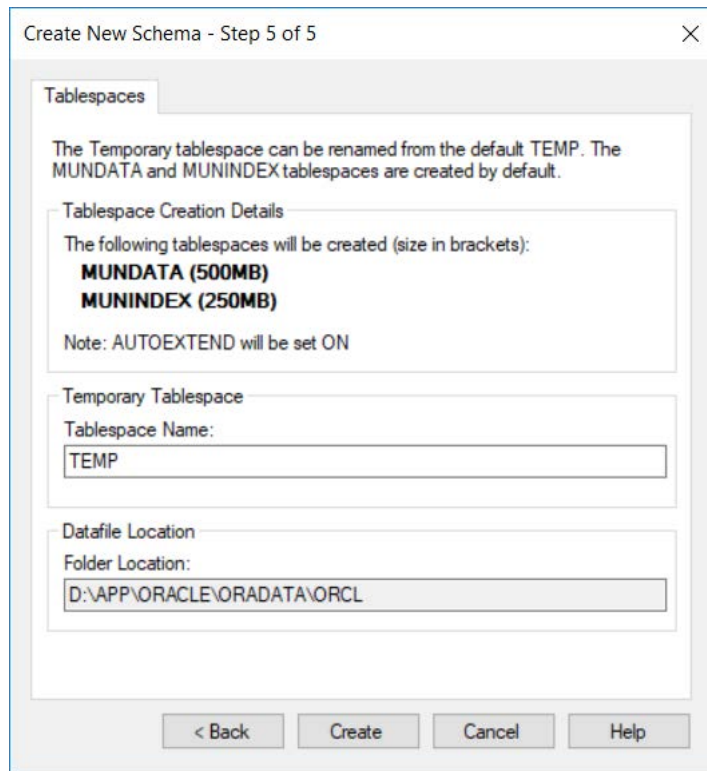 Create New Schema - Step 5 of 5
Tablespaces
The Temporary tablespace can be renamed from the default TEMP. The
MUNDATA and MUNINDEX tablespaces are created by default.
Tablespace Creation Details
The following tablespaces will be created (size in brackets):
MUNDATA (500MB)
MUNINDEX (250MB)
Note: AUTOEXTEND will be set ON
Temporary Tablespace
Tablespace Name:
TEMP
Datafile Location
Folder Location:
D:\APP\ORACLE\ORADATA\ORCL
< Back Create Cancel Help